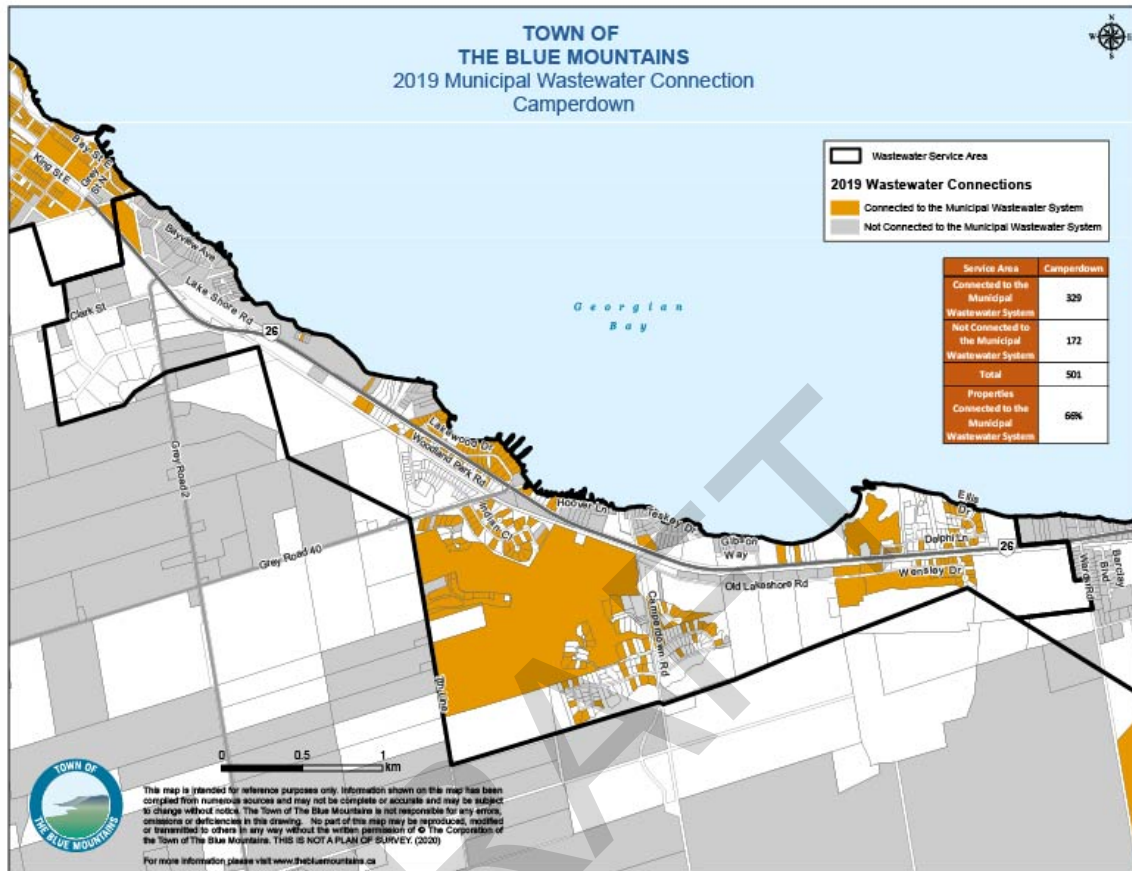 TOWN OF
THE BLUE MOUNTAINS
2019 Municipal Wastewater Connection
Camperdown
N
W
E
S
Wastewater Service Area
2019 Wastewater Connections
Connected to the Municipal Wastewater System
Not Connected to the Municipal Wastewater System
Service Area
Camperdown
Connected to the
Municipal
Wastewater System
329
Not Connected to
the Municipal
Wastewater System
172
Total
501
Properties
Connected to the
Municipal
Wastewater System
66%
Bay St E
Grey
St N
King St E
Bayview Ave
Lake Shore Rd
Clark St
26
Georgian
Bay
Grey Road 2
Lakewood Dr
Woodland Park Rd
Indian Cl
Hoover Ln
Treskey Dr
Gibson
Way
Ellis
Dr
Delphi Ln
26
Wensley Dr
Old Lakeshore Rd
Ward Rd
Barclay
Blvd
Grey Road 40
Camperdown Rd
7th Line
DRAFT
0
0.5
1
km
TOWN OF
THE BLUE MOUNTAINS
This map is intended for reference purposes only. Information shown on this map has been
compiled from numerous sources and may not be complete or accurate and may be subject
to change without notice. The Town of The Blue Mountains is not responsible for any errors,
omissions or deficiencies in this drawing. No part of this map may be reproduced, modified
or transmitted to others in any way without the written permission of © The Corporation of
the Town of The Blue Mountains. THIS IS NOT A PLAN OF SURVEY. (2020)
For more information please visit www.thebluemountains.ca